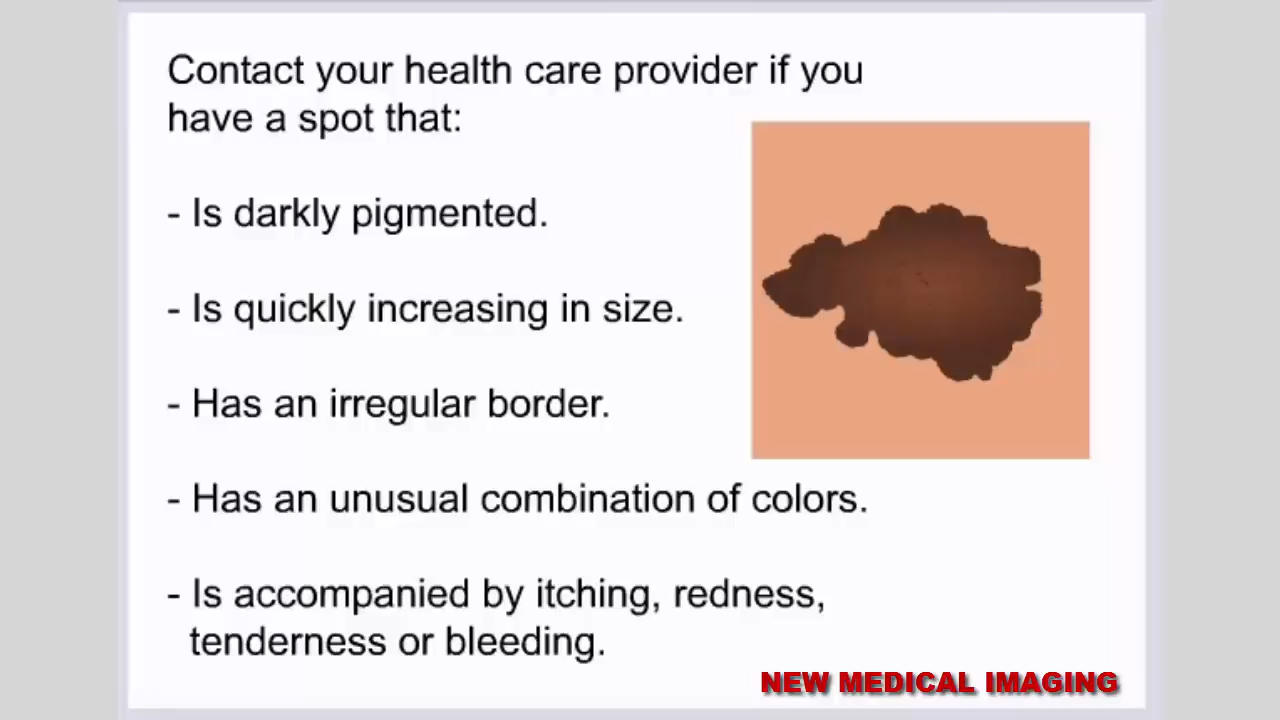 Contact your health care provider if you
have a spot that:
- Is darkly pigmented.
- Is quickly increasing in size.
- Has an irregular border.
- Has an unusual combination of colors.
- Is accompanied by itching, redness,
tenderness or bleeding.
NEW MEDICAL IMAGING